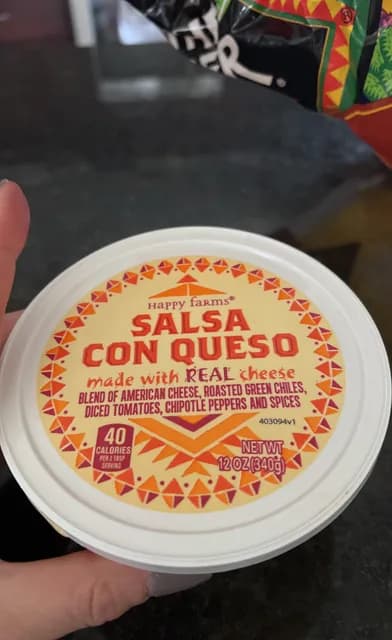 Happy farms®
SALSA
CON QUESO
made with REAL cheese
BLEND OF AMERICAN CHEESE, ROASTED GREEN CHILES,
DICED TOMATOES, CHIPOTLE PEPPERS AND SPICES
403094v1
40
CALORIES
PER 2 TBSP
SERVING
NET WT
12 OZ (340g)